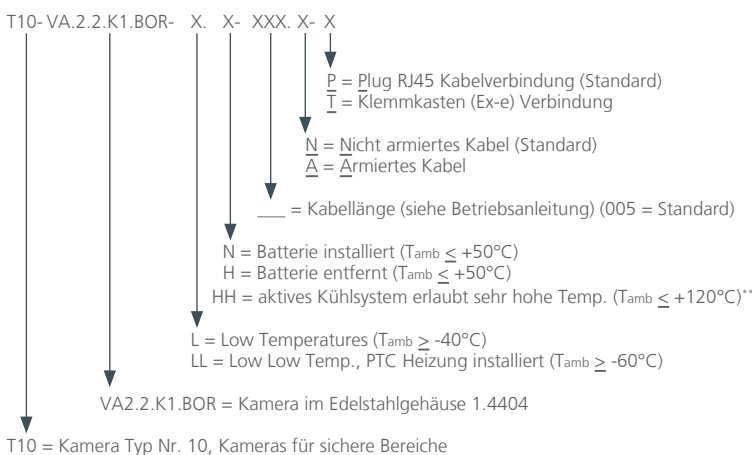 T10- VA.2.2.K1.BOR- X. X- XXX. X- X
P = Plug RJ45 Kabelverbindung (Standard)
T = Klemmkasten (Ex-e) Verbindung
N = Nicht armiertes Kabel (Standard)
A = Armiertes Kabel
___ = Kabellänge (siehe Betriebsanleitung) (005 = Standard)
N = Batterie installiert (Tamb ≤ +50°C)
H = Batterie entfernt (Tamb ≤ +50°C)
HH = aktives Kühlsystem erlaubt sehr hohe Temp. (Tamb ≤ +120°C)**
L = Low Temperatures (Tamb ≥ -40°C)
LL = Low Low Temp., PTC Heizung installiert (Tamb ≥ -60°C)
VA2.2.K1.BOR = Kamera im Edelstahlgehäuse 1.4404
T10 = Kamera Typ Nr. 10, Kameras für sichere Bereiche